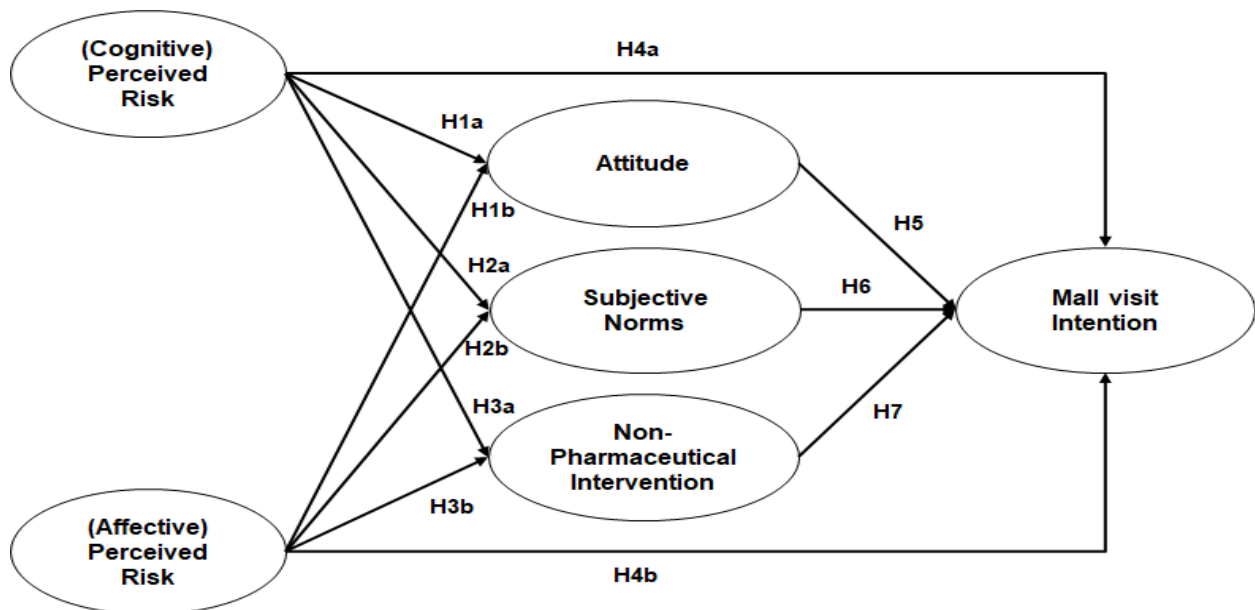 (Cognitive)
Perceived
Risk
H4a
H1a
Attitude
H1b
H5
H2a
Subjective
Norms
H6
Mall visit
Intention
H2b
H3a
H7
Non-
Pharmaceutical
Intervention
H3b
(Affective)
Perceived
Risk
H4b